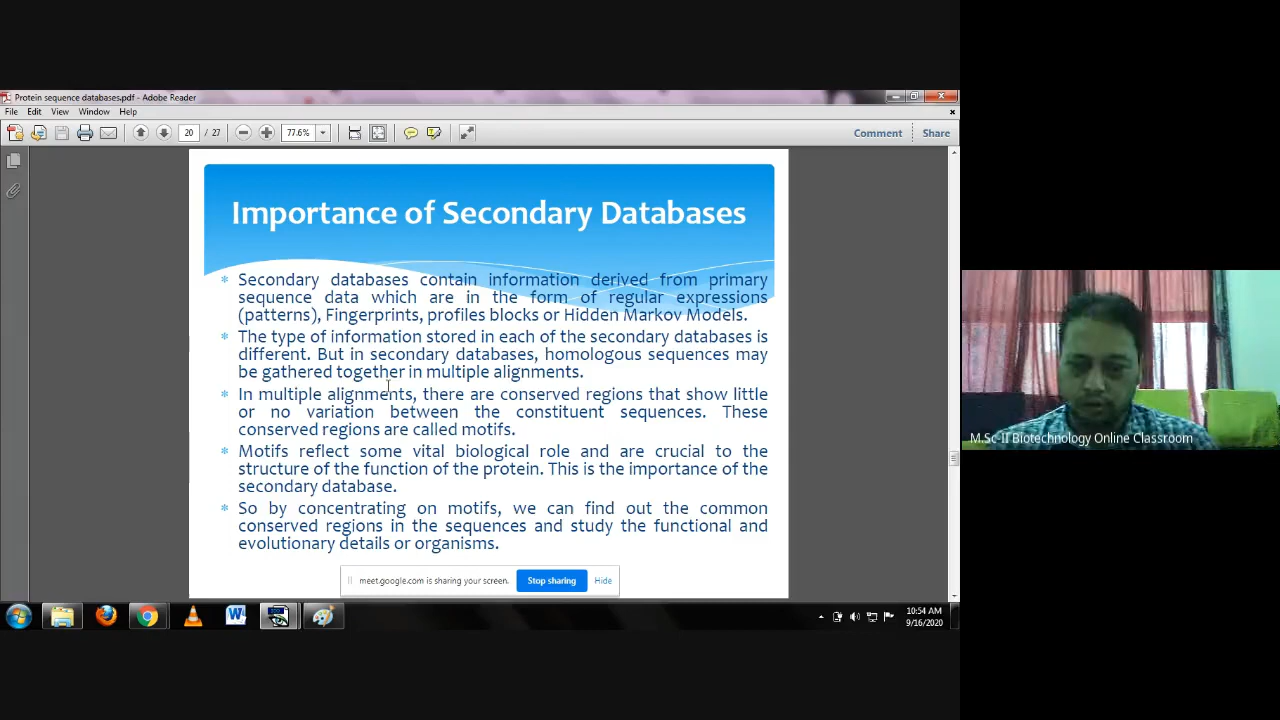 Protein sequence databases.pdf - Adobe Reader
File Edit View Window Help
20 / 27 77.6% Comment Share
Importance of Secondary Databases
* Secondary databases contain information derived from primary
sequence data which are in the form of regular expressions
(patterns), Fingerprints, profiles blocks or Hidden Markov Models.
* The type of information stored in each of the secondary databases is
different. But in secondary databases, homologous sequences may
be gathered together in multiple alignments.
* In multiple alignments, there are conserved regions that show little
or no variation between the constituent sequences. These
conserved regions are called motifs.
* Motifs reflect some vital biological role and are crucial to the
structure of the function of the protein. This is the importance of the
secondary database.
* So by concentrating on motifs, we can find out the common
conserved regions in the sequences and study the functional and
evolutionary details or organisms.
meet.google.com is sharing your screen. Stop sharing Hide
10:54 AM
9/16/2020
M.Sc-II Biotechnology Online Classroom